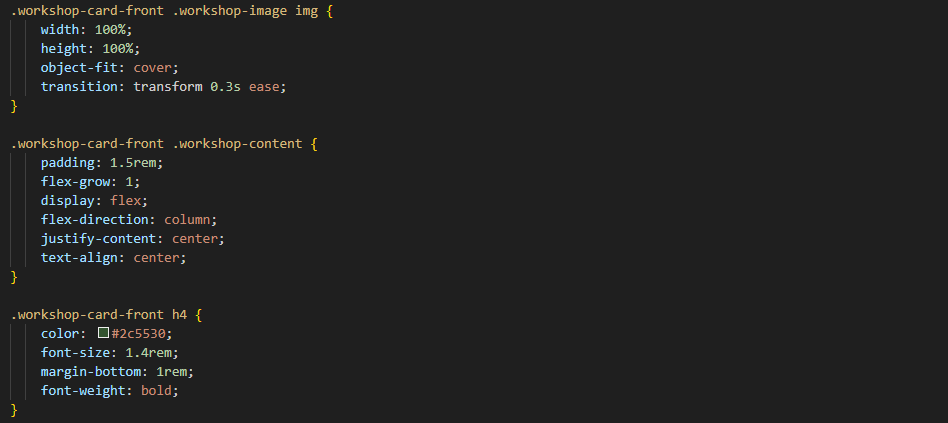 .workshop-card-front .workshop-image img {
    width: 100%;
    height: 100%;
    object-fit: cover;
    transition: transform 0.3s ease;
}

.workshop-card-front .workshop-content {
    padding: 1.5rem;
    flex-grow: 1;
    display: flex;
    flex-direction: column;
    justify-content: center;
    text-align: center;
}

.workshop-card-front h4 {
    color: #2c5530;
    font-size: 1.4rem;
    margin-bottom: 1rem;
    font-weight: bold;
}